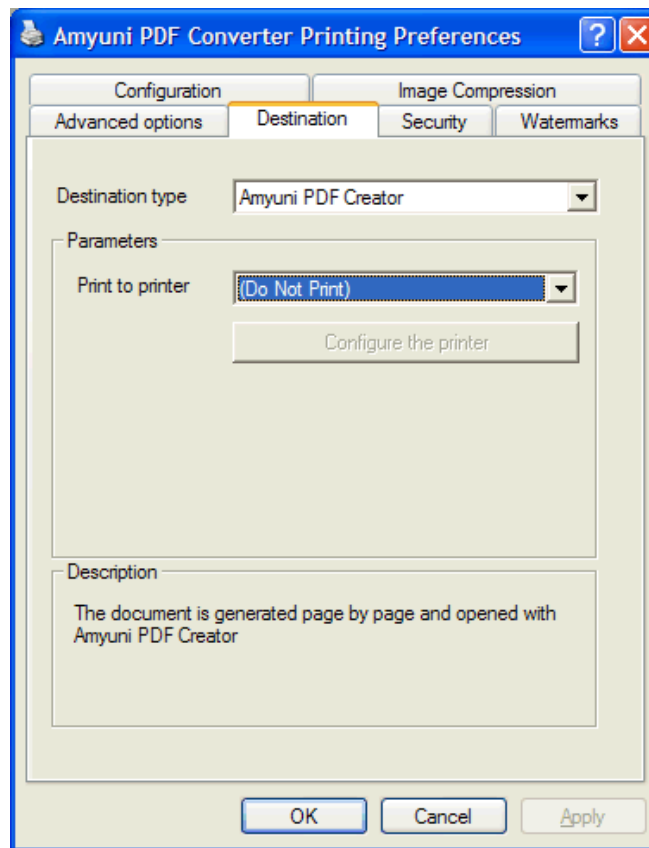 Amyuni PDF Converter Printing Preferences
Configuration Image Compression
Advanced options Destination Security Watermarks
Destination type Amyuni PDF Creator
Parameters
Print to printer (Do Not Print)
Configure the printer
Description
The document is generated page by page and opened with
Amyuni PDF Creator
OK Cancel Apply